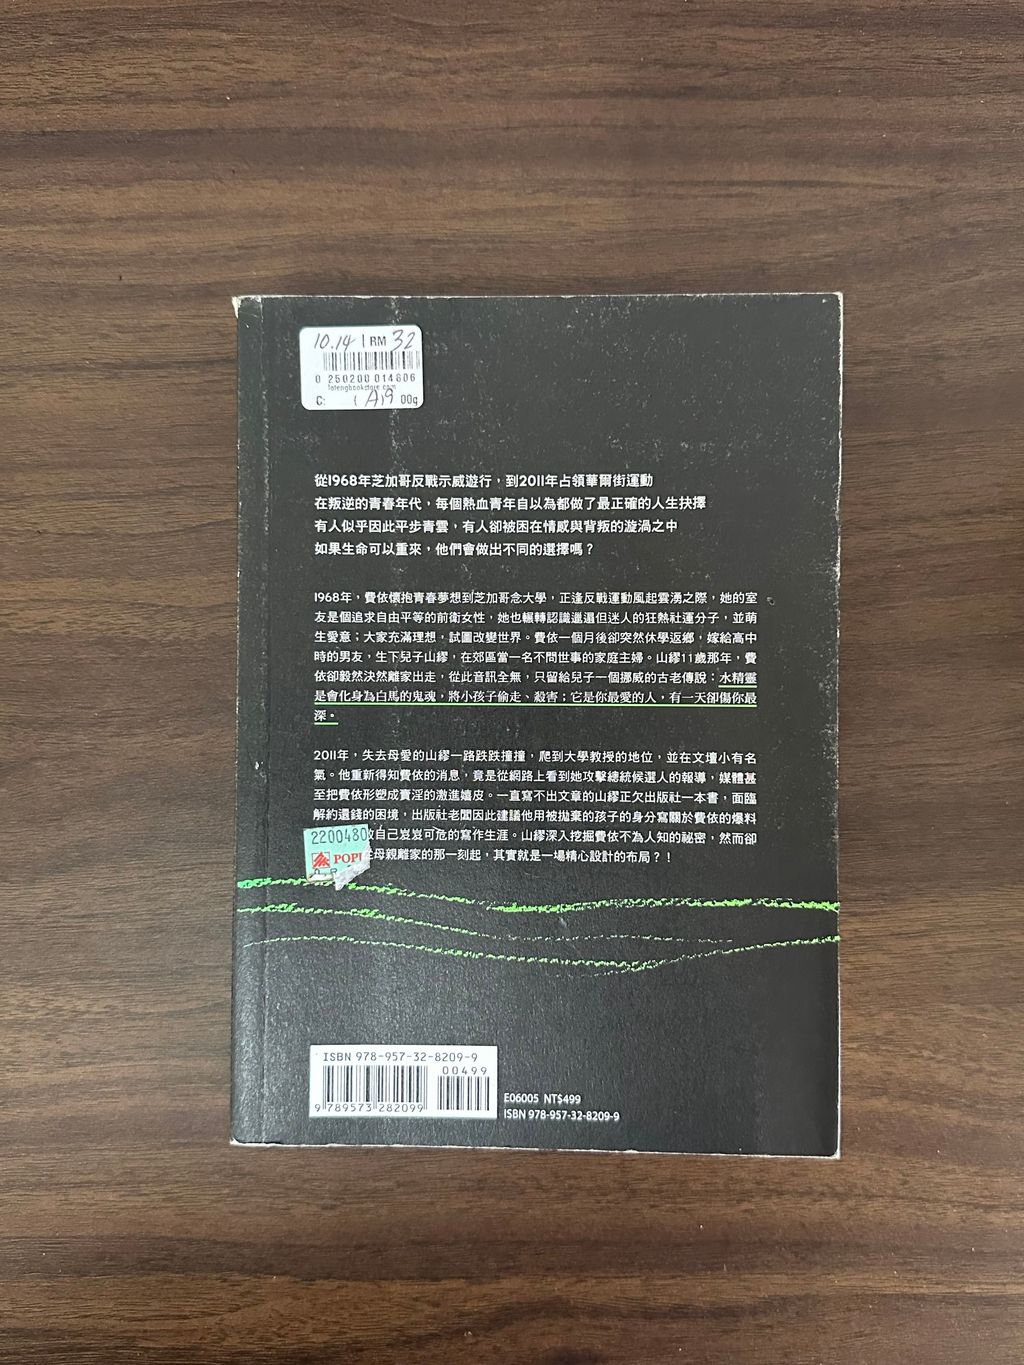 10.14 | RM 32
0 250200 014806
Tatengbookstore.com
C: ( A19 00g
從1968年芝加哥反戰示威遊行，到2011年占領華爾街運動
在叛逆的青春年代，每個熱血青年自以為都做了最正確的人生抉擇
有人似乎因此平步青雲，有人卻被困在情感與背叛的漩渦之中
如果生命可以重來，他們會做出不同的選擇嗎？
1968年，費依懷抱青春夢想到芝加哥念大學，正逢反戰運動風起雲湧之際，她的室
友是個追求自由平等的前衛女性，她也輾轉認識邋遢但迷人的狂熱社運分子，並萌
生愛意；大家充滿理想，試圖改變世界。費依一個月後卻突然休學返鄉，嫁給高中
時的男友，生下兒子山繆，在郊區當一名不問世事的家庭主婦。山繆11歲那年，費
依卻毅然決然離家出走，從此音訊全無，只留給兒子一個挪威的古老傳說：水精靈
是會化身為白馬的鬼魂，將小孩子偷走、殺害；它是你最愛的人，有一天卻傷你最
深。
2011年，失去母愛的山繆一路跌跌撞撞，爬到大學教授的地位，並在文壇小有名
氣。他重新得知費依的消息，竟是從網路上看到她攻擊總統候選人的報導，媒體甚
至把費依形塑成賣淫的激進嬉皮。一直寫不出文章的山繆正欠出版社一本書，面臨
解約還錢的困境，出版社老闆因此建議他用被拋棄的孩子的身分寫關於費依的爆料
自己岌岌可危的寫作生涯。山繆深入挖掘費依不為人知的祕密，然而卻
母親離家的那一刻起，其實就是一場精心設計的布局？！
2200480
POPU
ISBN 978-957-32-8209-9
00499
9 789573 282099
E06005 NT$499
ISBN 978-957-32-8209-9